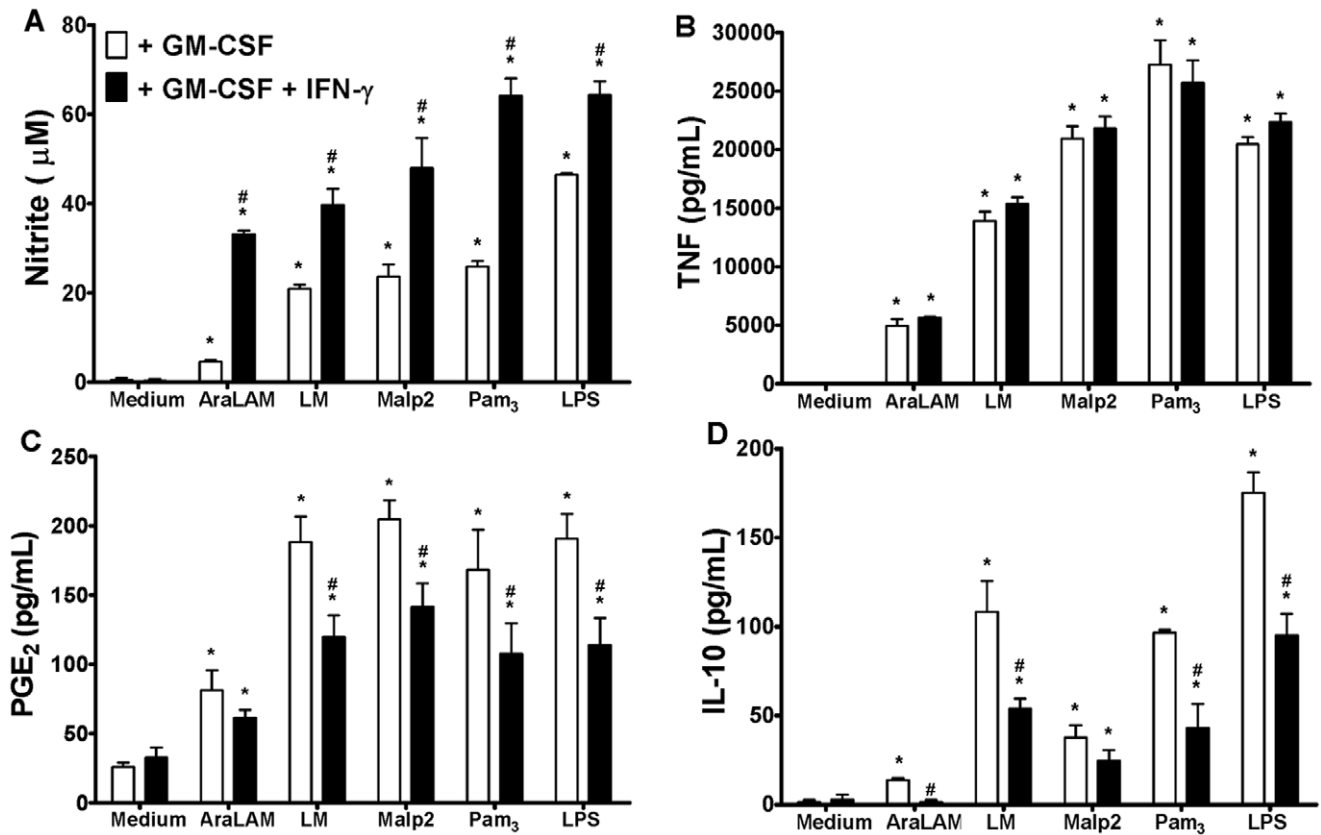 A
+ GM-CSF
+ GM-CSF + IFN-γ
Nitrite ( μM)
80
60
40
20
0
* #* * #* * #* * #* * #*
Medium AraLAM LM Malp2 Pam₃ LPS
B
TNF (pg/mL)
30000
25000
20000
15000
10000
5000
0
* * * * * * * * * *
Medium AraLAM LM Malp2 Pam₃ LPS
C
PGE₂ (pg/mL)
250
200
150
100
50
0
* * * #* * #* * #* * #*
Medium AraLAM LM Malp2 Pam₃ LPS
D
IL-10 (pg/mL)
200
150
100
50
0
* # * #* * * * #* * #*
Medium AraLAM LM Malp2 Pam₃ LPS